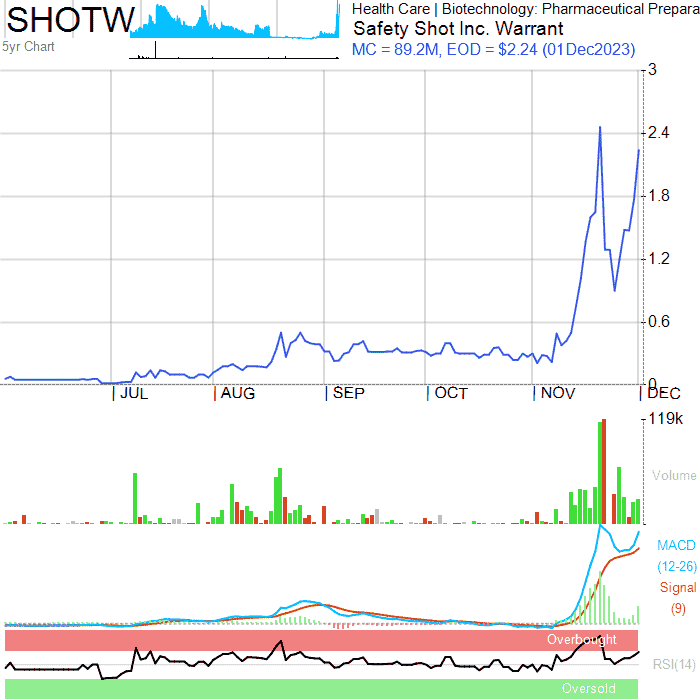 SHOTW
Health Care | Biotechnology: Pharmaceutical Prepara
Safety Shot Inc. Warrant
5yr Chart
MC = 89.2M, EOD = $2.24 (01Dec2023)
3
2.4
1.8
1.2
0.6
0
JUL AUG SEP OCT NOV DEC
119k
Volume
MACD
(12-26)
Signal
(9)
Overbought
RSI(14)
Oversold